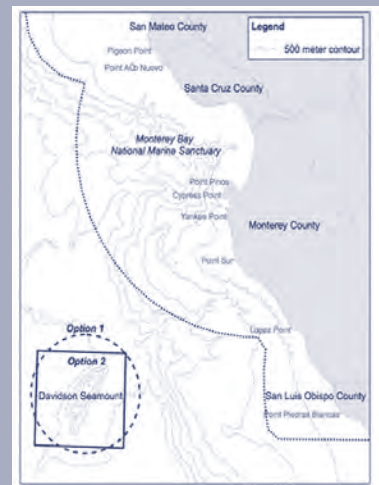 San Mateo County
Legend
500 meter contour
Pigeon Point
Point AÒo Nuevo
Santa Cruz County
Monterey Bay
National Marine Sanctuary
Point Pinos
Cypress Point
Yankee Point
Monterey County
Point Sur
Lopez Point
Option 1
Option 2
Davidson Seamount
San Luis Obispo County
Point Piedras Blancas